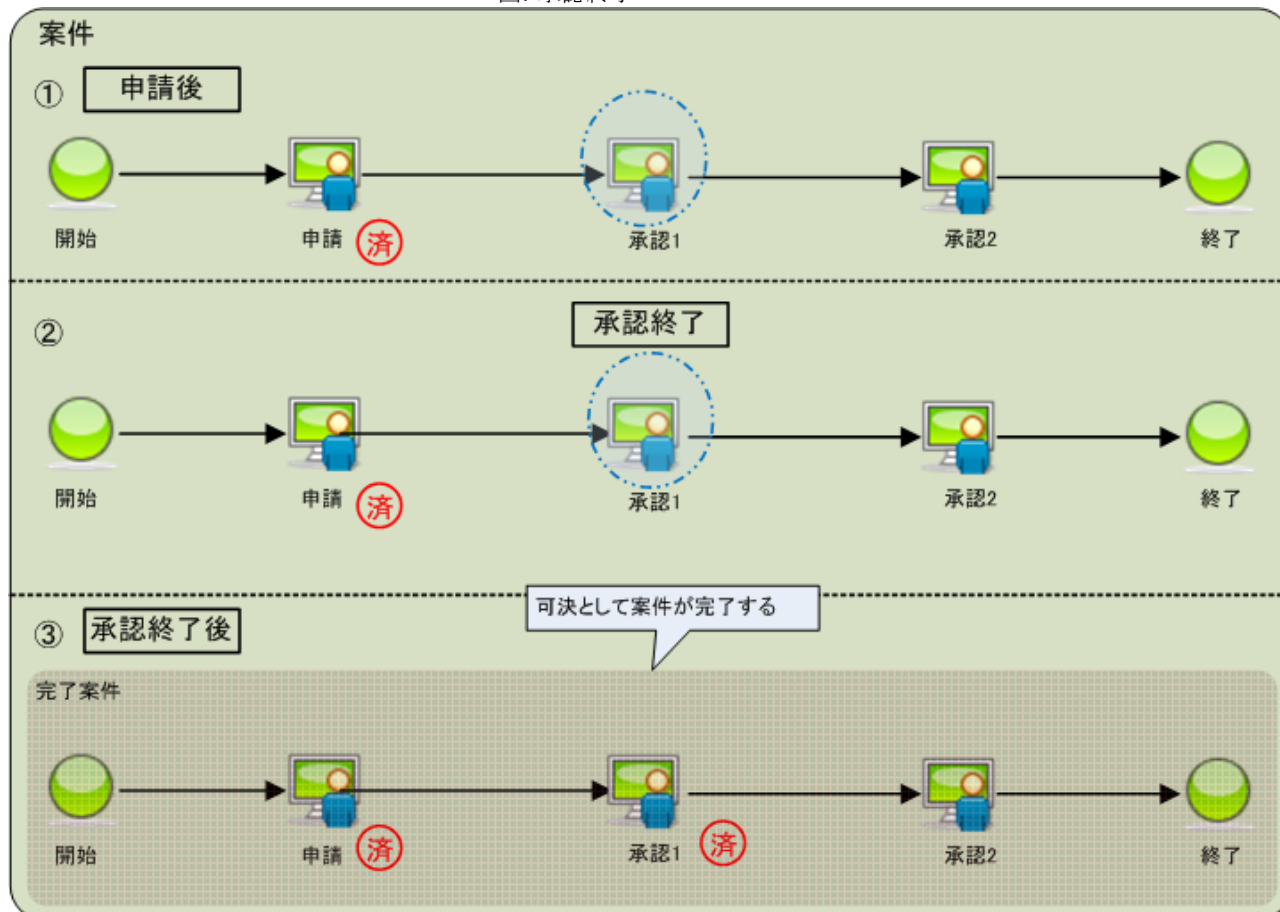 案件
① 申請後
開始 申請 済 承認1 承認2 終了
② 承認終了
開始 申請 済 承認1 承認2 終了
可決として案件が完了する
③ 承認終了後
完了案件
開始 申請 済 承認1 済 承認2 終了